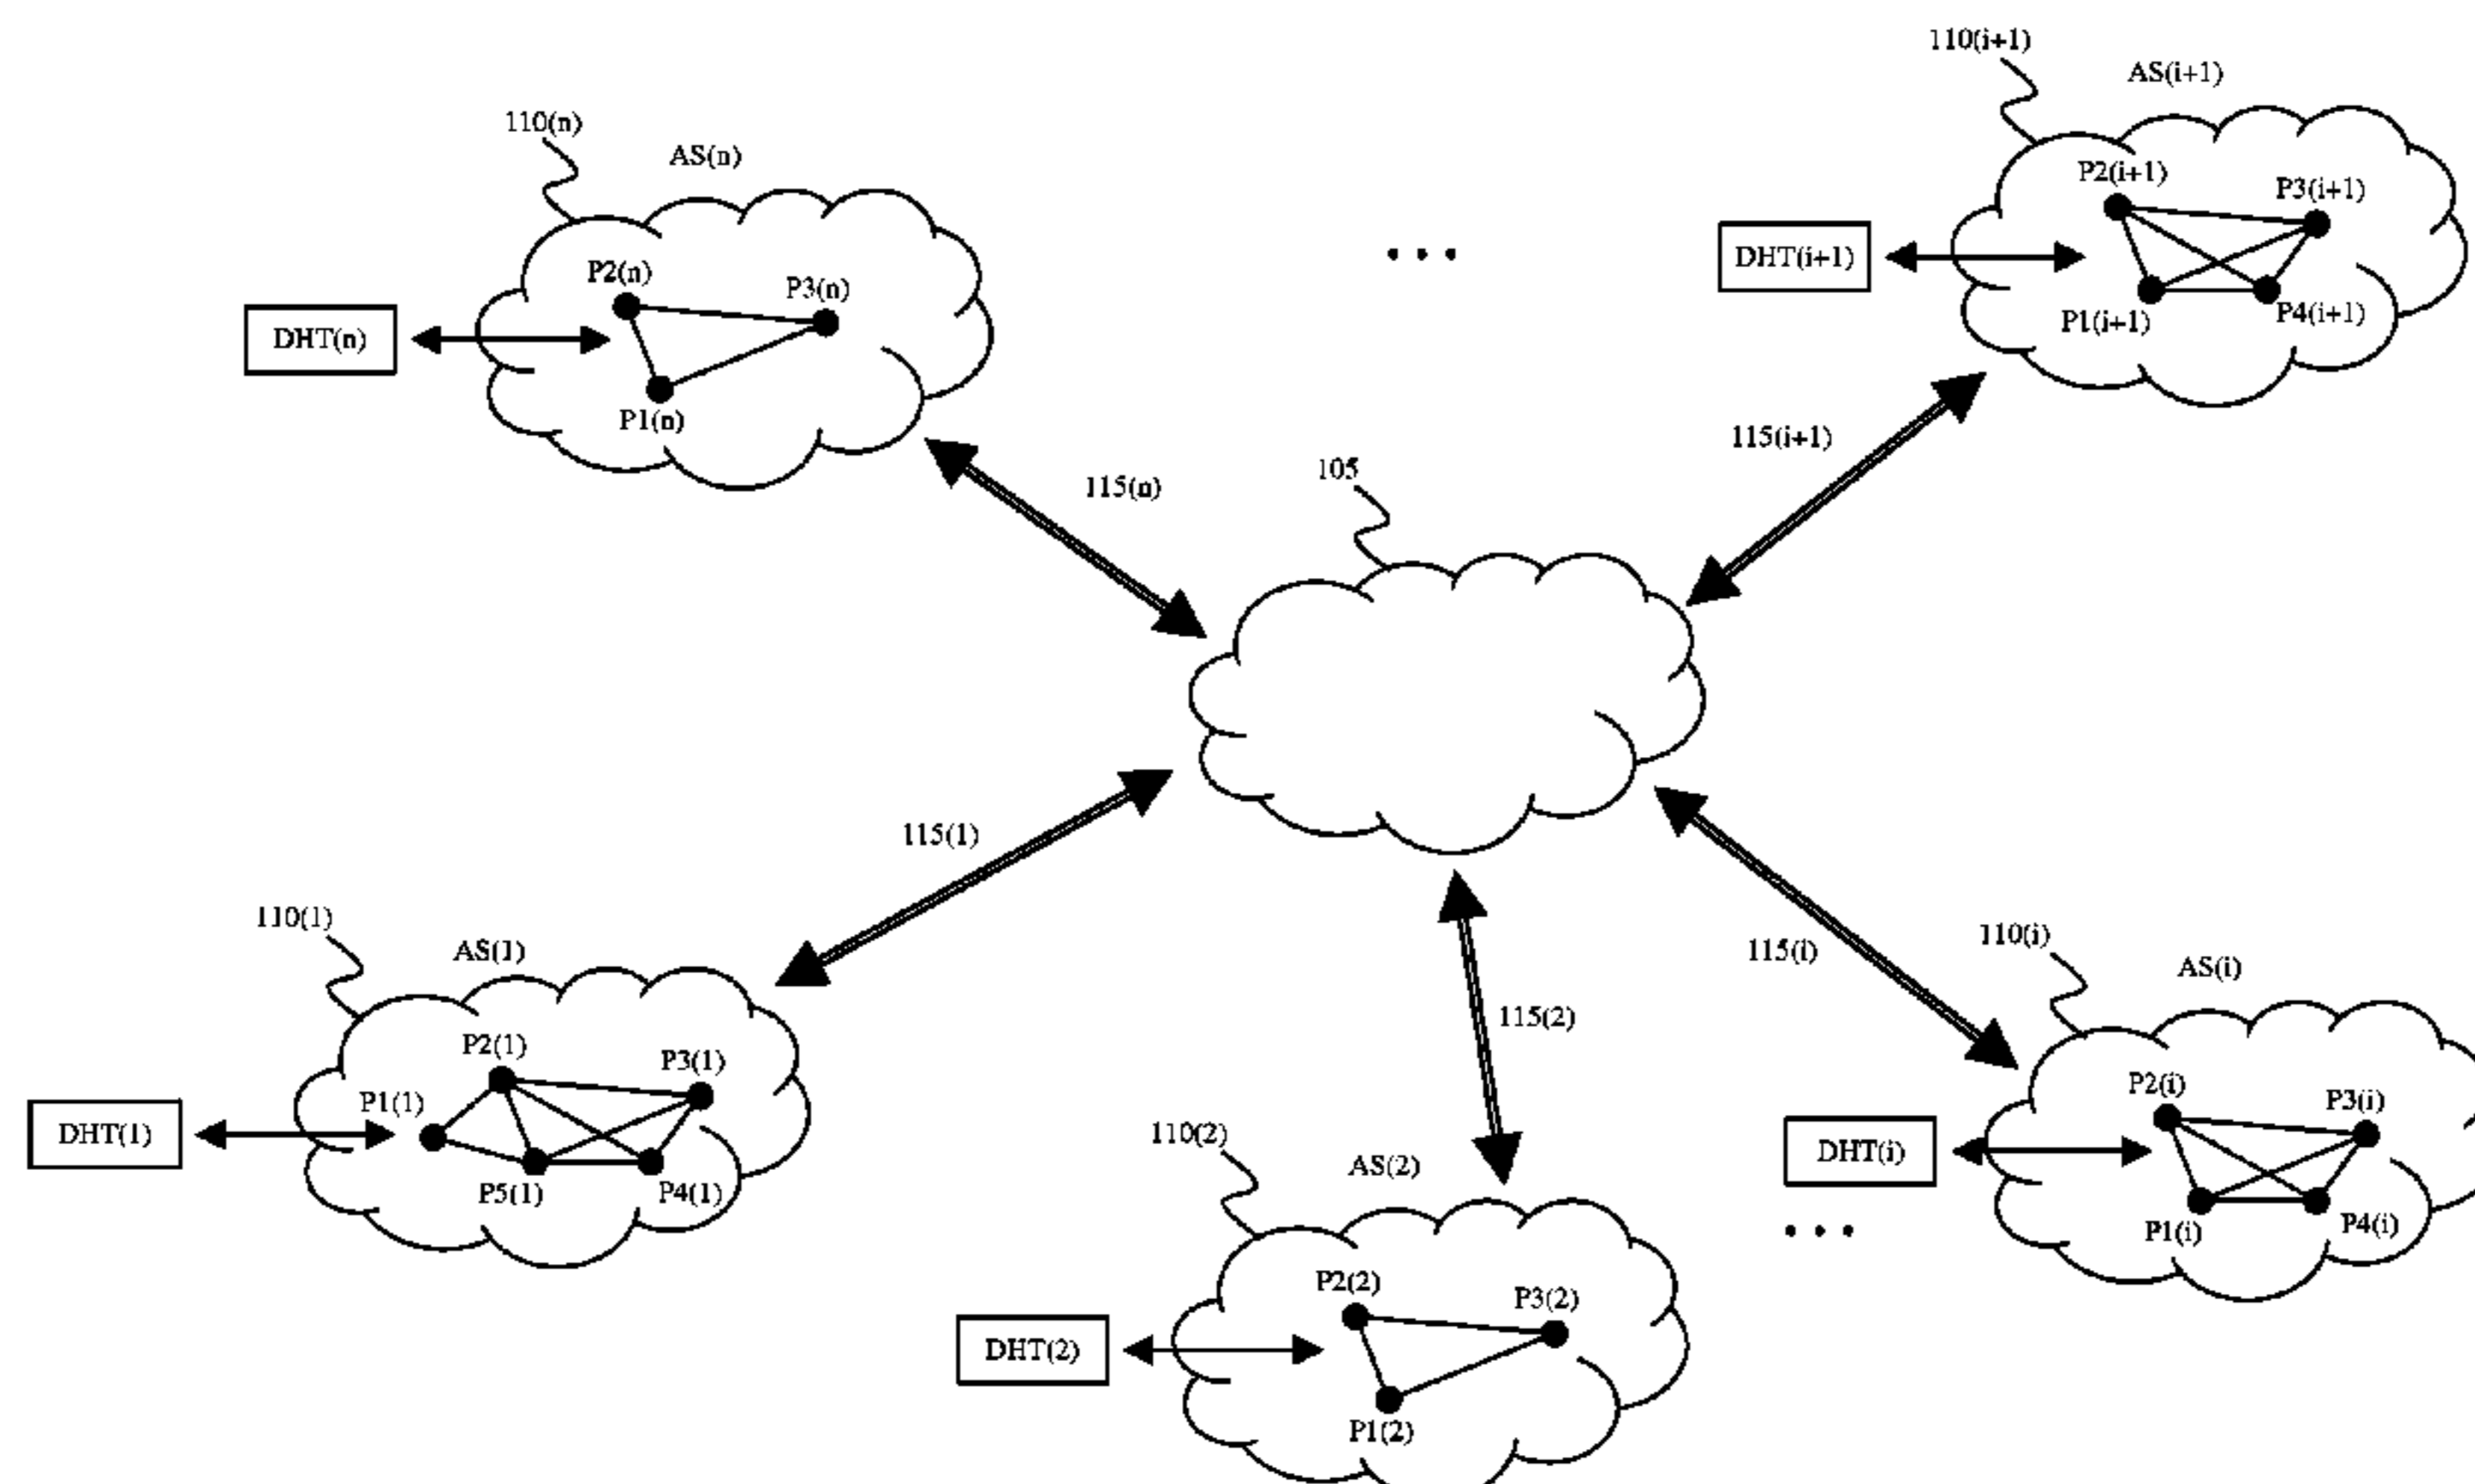 110(i+1)
AS(i+1)
110(n)
AS(n)
P2(i+1)
P3(i+1)
DHT(i+1)
P2(n)
P3(n)
P1(i+1)
P4(i+1)
DHT(n)
• • •
P1(n)
115(i+1)
105
115(n)
115(1)
110(1)
AS(1)
115(i)
110(i)
AS(i)
115(2)
P2(1)
P3(1)
P2(i)
P3(i)
P1(1)
DHT(1)
110(2)
AS(2)
DHT(i)
P5(1)
P4(1)
• • •
P1(i)
P4(i)
P2(2)
P3(2)
DHT(2)
P1(2)